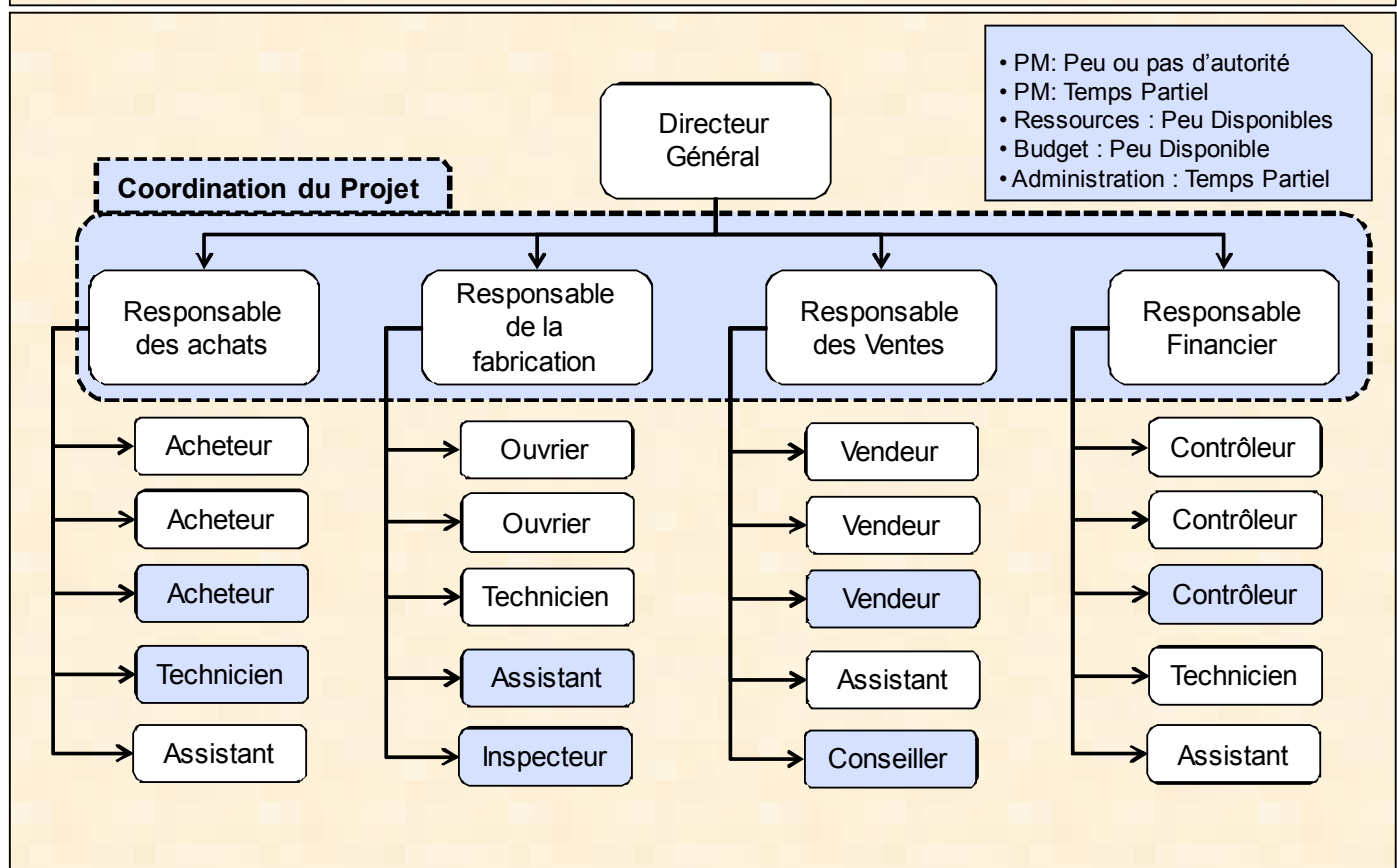 • PM: Peu ou pas d’autorité
• PM: Temps Partiel
• Ressources : Peu Disponibles
• Budget : Peu Disponible
• Administration : Temps Partiel
Directeur
Général
Coordination du Projet
Responsable
des achats
Responsable
de la
fabrication
Responsable
des Ventes
Responsable
Financier
Acheteur
Acheteur
Acheteur
Technicien
Assistant
Ouvrier
Ouvrier
Technicien
Assistant
Inspecteur
Vendeur
Vendeur
Vendeur
Assistant
Conseiller
Contrôleur
Contrôleur
Contrôleur
Technicien
Assistant